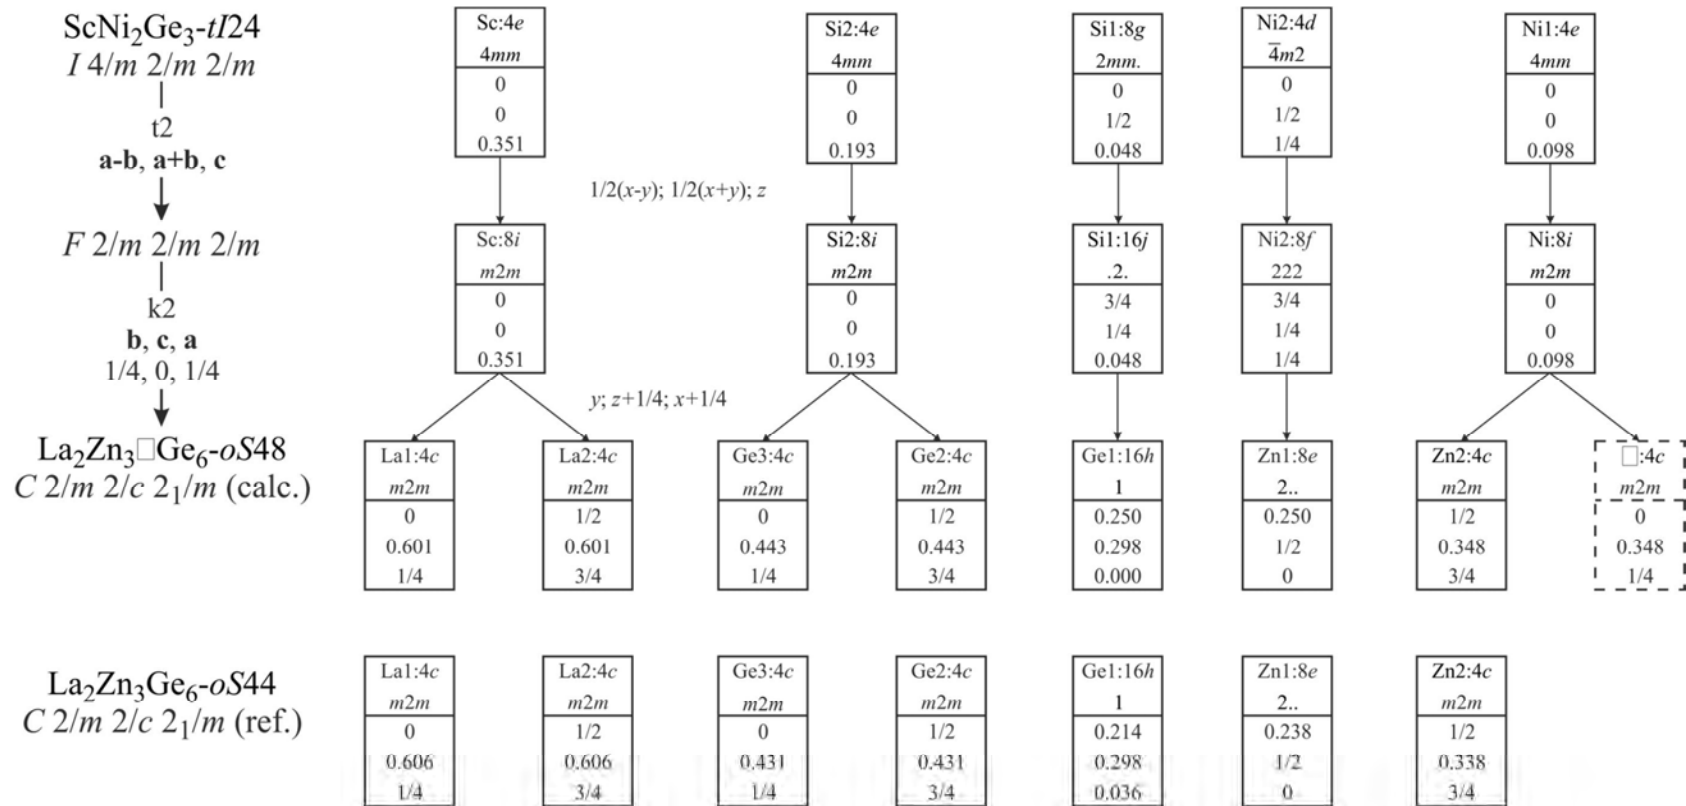 ScNi2Ge3-tI24
I 4/m 2/m 2/m
t2
a-b, a+b, c
F 2/m 2/m 2/m
k2
b, c, a
1/4, 0, 1/4
La2Zn3□Ge6-oS48
C 2/m 2/c 21/m (calc.)
La2Zn3Ge6-oS44
C 2/m 2/c 21/m (ref.)
Sc:4e
4mm
0
0
0.351
Si2:4e
4mm
0
0
0.193
Si1:8g
2mm.
0
1/2
0.048
Ni2:4d
4̅m2
0
1/2
1/4
Ni1:4e
4mm
0
0
0.098
1/2(x-y); 1/2(x+y); z
Sc:8i
m2m
0
0
0.351
Si2:8i
m2m
0
0
0.193
Si1:16j
.2.
3/4
1/4
0.048
Ni2:8f
222
3/4
1/4
1/4
Ni:8i
m2m
0
0
0.098
y; z+1/4; x+1/4
La1:4c
m2m
0
0.601
1/4
La2:4c
m2m
1/2
0.601
3/4
Ge3:4c
m2m
0
0.443
1/4
Ge2:4c
m2m
1/2
0.443
3/4
Ge1:16h
1
0.250
0.298
0.000
Zn1:8e
2..
0.250
1/2
0
Zn2:4c
m2m
1/2
0.348
3/4
□:4c
m2m
0
0.348
1/4
La1:4c
m2m
0
0.606
1/4
La2:4c
m2m
1/2
0.606
3/4
Ge3:4c
m2m
0
0.431
1/4
Ge2:4c
m2m
1/2
0.431
3/4
Ge1:16h
1
0.214
0.298
0.036
Zn1:8e
2..
0.238
1/2
0
Zn2:4c
m2m
1/2
0.338
3/4